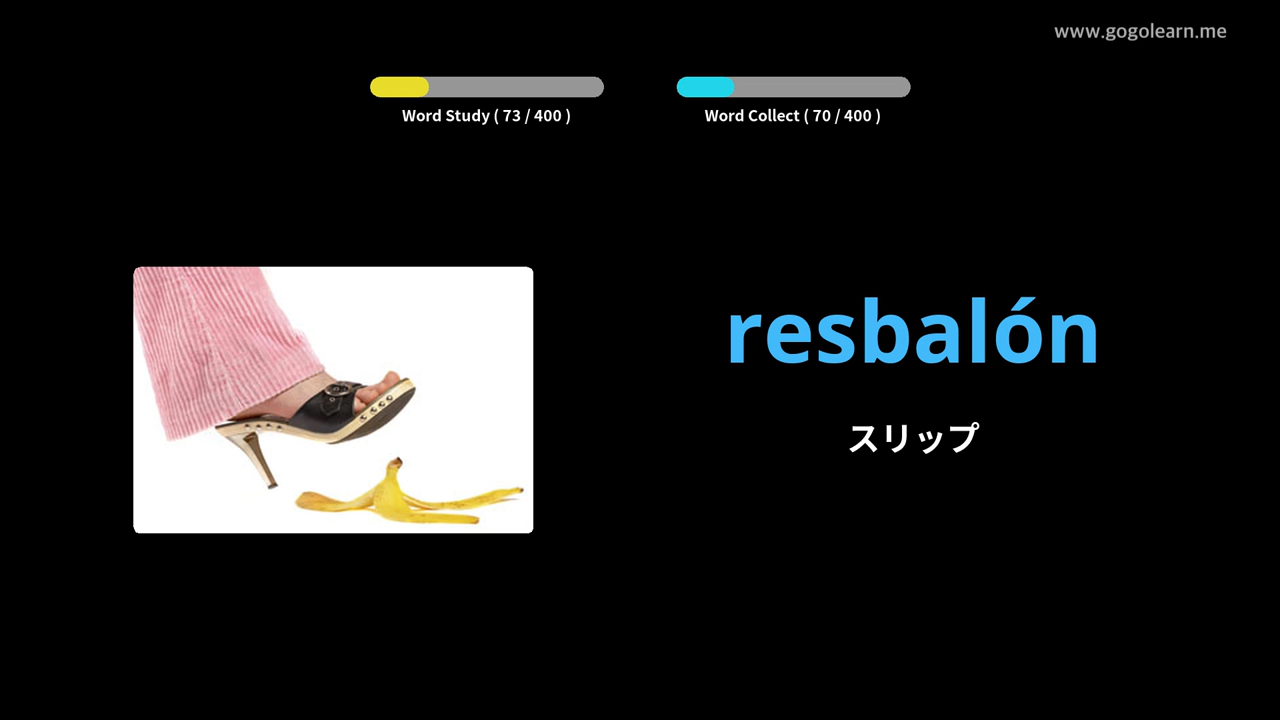 www.gogolearn.me
Word Study ( 73 / 400 )
Word Collect ( 70 / 400 )
resbalón
スリップ